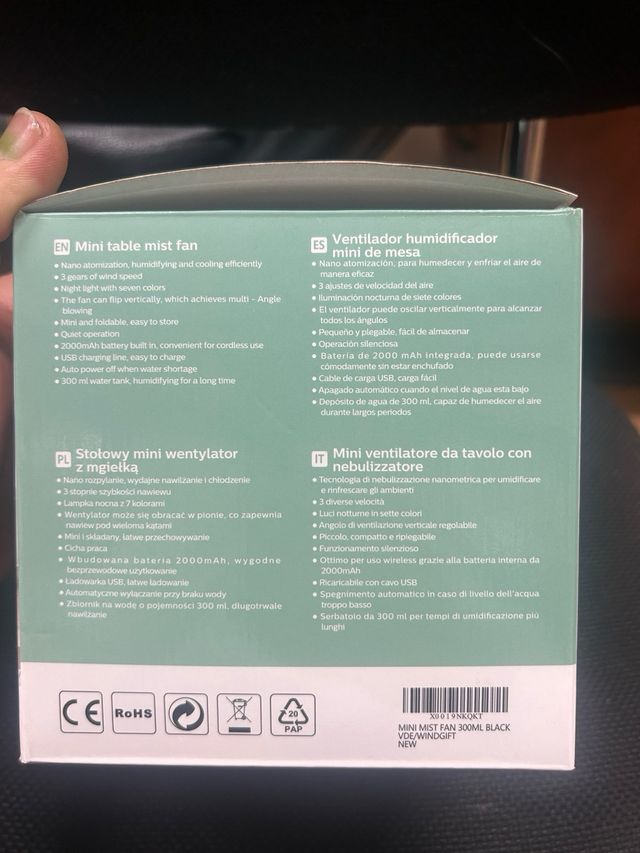 EN Mini table mist fan
• Nano atomization, humidifying and cooling efficiently
• 3 gears of wind speed
• Night light with seven colors
• The fan can flip vertically, which achieves multi - Angle
blowing
• Mini and foldable, easy to store
• Quiet operation
• 2000mAh battery built in, convenient for cordless use
• USB charging line, easy to charge
• Auto power off when water shortage
• 300 ml water tank, humidifying for a long time
ES Ventilador humidificador
mini de mesa
• Nano atomización, para humedecer y enfriar el aire de
manera eficaz
• 3 ajustes de velocidad del aire
• Iluminación nocturna de siete colores
• El ventilador puede oscilar verticalmente para alcanzar
todos los ángulos
• Pequeño y plegable, fácil de almacenar
• Operación silenciosa
• Batería de 2000 mAh integrada, puede usarse
cómodamente sin estar enchufado
• Cable de carga USB, carga fácil
• Apagado automático cuando el nivel de agua esta bajo
• Depósito de agua de 300 ml, capaz de humedecer el aire
durante largos periodos
PL Stołowy mini wentylator
z mgiełką
• Nano rozpylanie, wydajne nawilżanie i chłodzenie
• 3 stopnie szybkości nawiewu
• Lampka nocna z 7 kolorami
• Wentylator może się obracać w pionie, co zapewnia
nawiew pod wieloma kątami
• Mini i składany, łatwe przechowywanie
• Cicha praca
• Wbudowana bateria 2000mAh, wygodne
bezprzewodowe użytkowanie
• Ładowarka USB, łatwe ładowanie
• Automatyczne wyłączanie przy braku wody
• Zbiornik na wodę o pojemności 300 ml, długotrwałe
nawilżanie
IT Mini ventilatore da tavolo con
nebulizzatore
• Tecnologia di nebulizzazione nanometrica per umidificare
e rinfrescare gli ambienti
• 3 diverse velocità
• Luci notturne in sette colori
• Angolo di ventilazione verticale regolabile
• Piccolo, compatto e ripiegabile
• Funzionamento silenzioso
• Ottimo per uso wireless grazie alla batteria interna da
2000mAh
• Ricaricabile con cavo USB
• Spegnimento automatico in caso di livello dell'acqua
troppo basso
• Serbatoio da 300 ml per tempi di umidificazione più
lunghi
CE
RoHS
20
PAP
X0019NKQKT
MINI MIST FAN 300ML BLACK
VDE/WINDGIFT
NEW